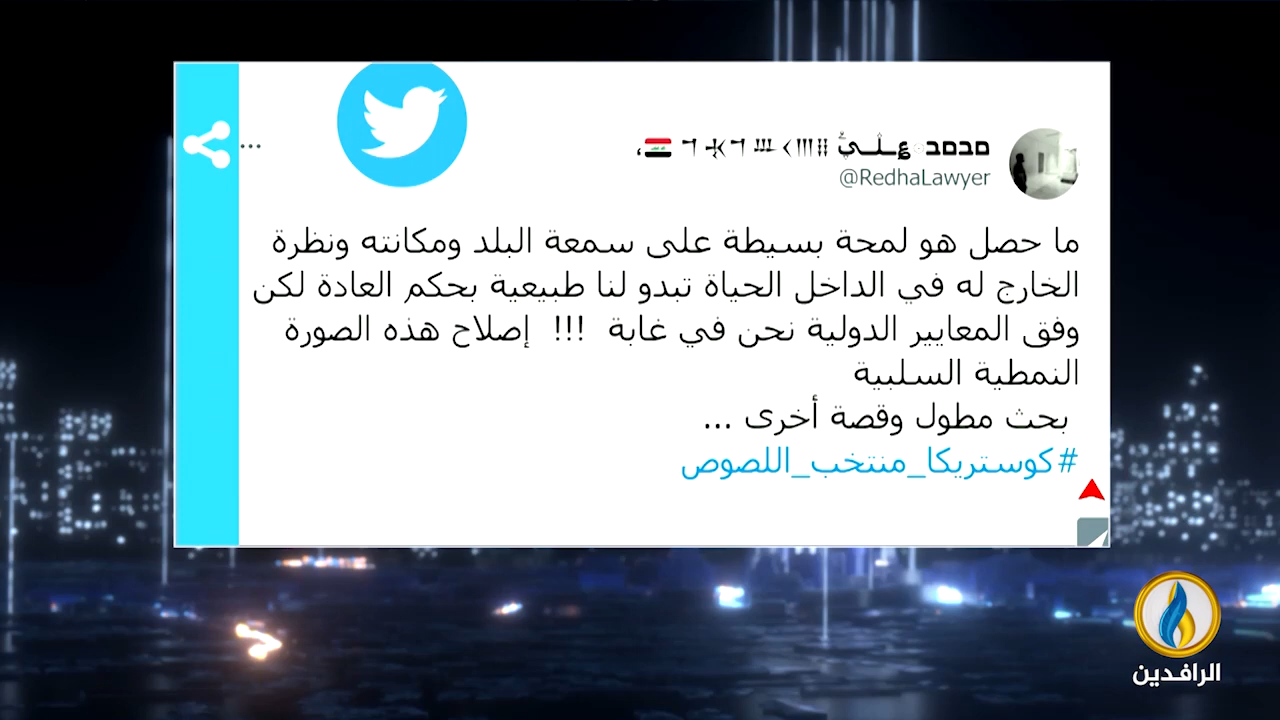 @RedhaLawyer
ما حصل هو لمحة بسيطة على سمعة البلد ومكانته ونظرة
الخارج له في الداخل الحياة تبدو لنا طبيعية بحكم العادة لكن
وفق المعايير الدولية نحن في غابة !!! إصلاح هذه الصورة
النمطية السلبية
بحث مطول وقصة أخرى ...
#كوستريكا_منتخب_اللصوص
الرافدين